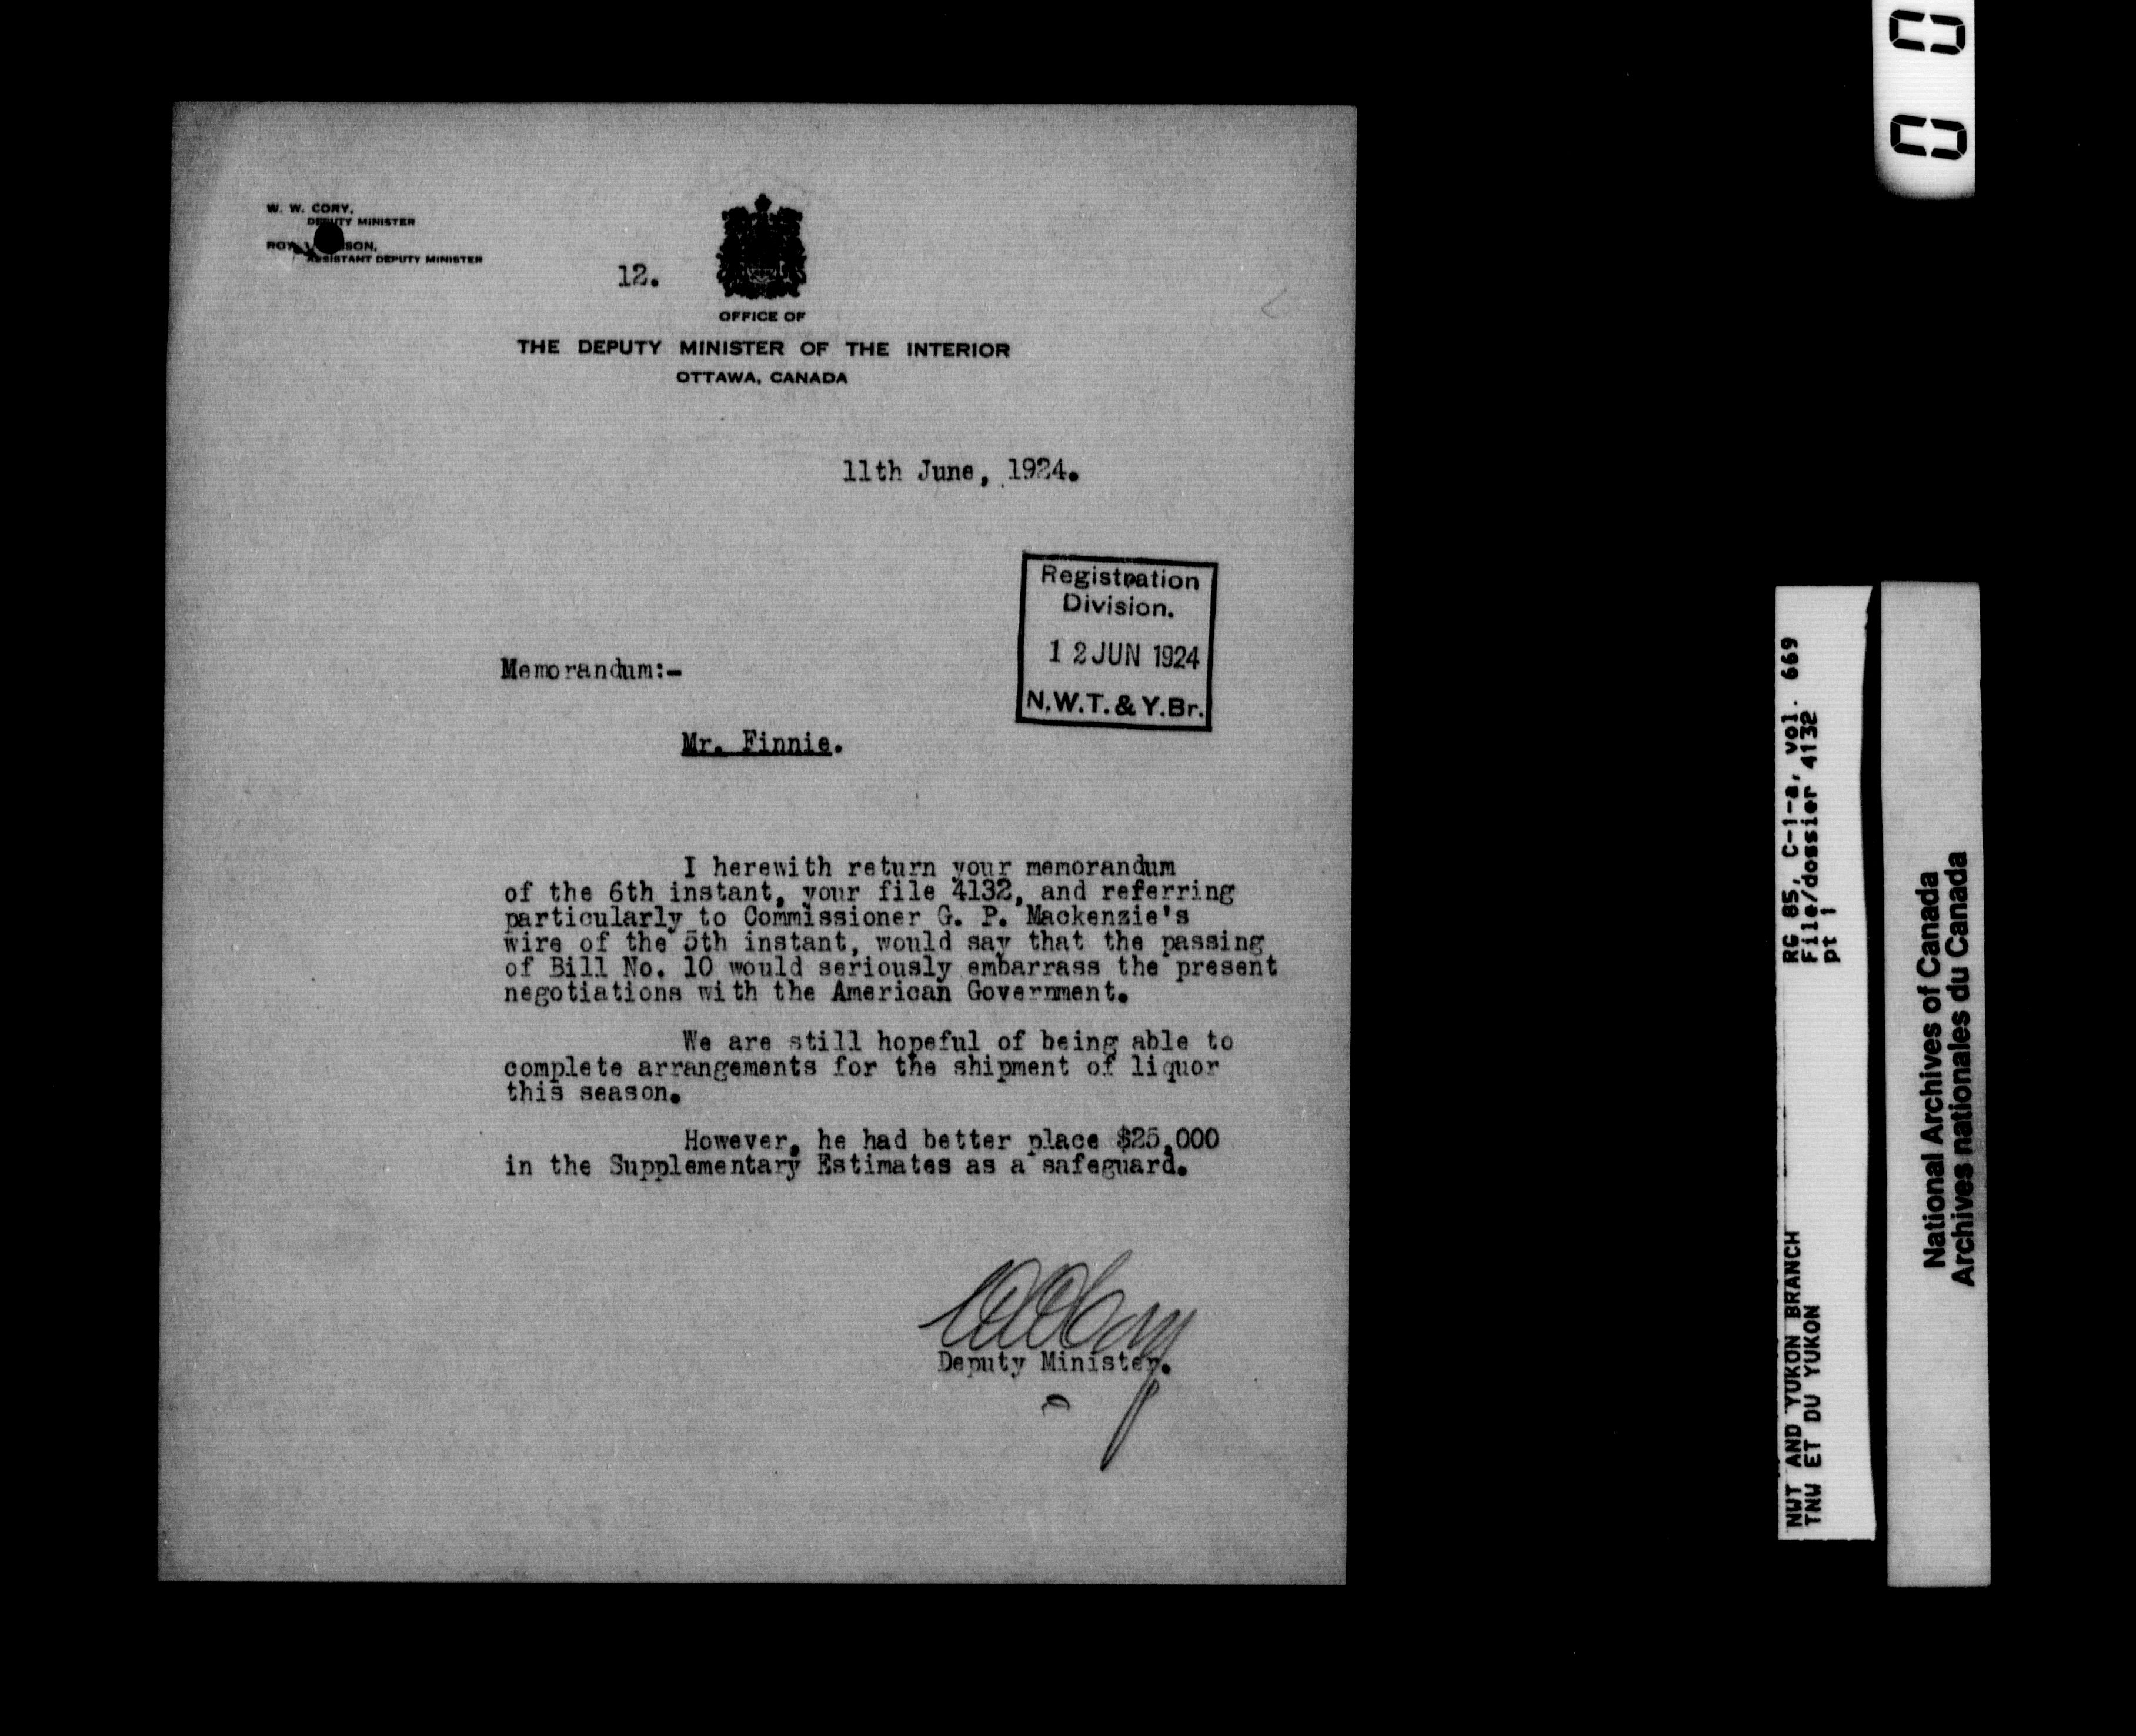 W. W. CORY,
DEPUTY MINISTER
ASSISTANT DEPUTY MINISTER
12.
OFFICE OF
THE DEPUTY MINISTER OF THE INTERIOR
OTTAWA, CANADA
11th June, 1924.
Registration
Division.
12 JUN 1924
N.W.T. & Y.Br.
Memorandum:-
Mr. Finnie.
I herewith return your memorandum
of the 6th instant, your file 4132, and referring
particularly to Commissioner G. P. Mackenzie's
wire of the 5th instant, would say that the passing
of Bill No. 10 would seriously embarrass the present
negotiations with the American Government.
We are still hopeful of being able to
complete arrangements for the shipment of liquor
this season.
However, he had better place $25,000
in the Supplementary Estimates as a safeguard.
WWCory
Deputy Minister.
RG 85, C-1-a, vol. 669
File/dossier 4132
pt 1
NWT AND YUKON BRANCH
TNW ET DU YUKON
National Archives of Canada
Archives nationales du Canada
00